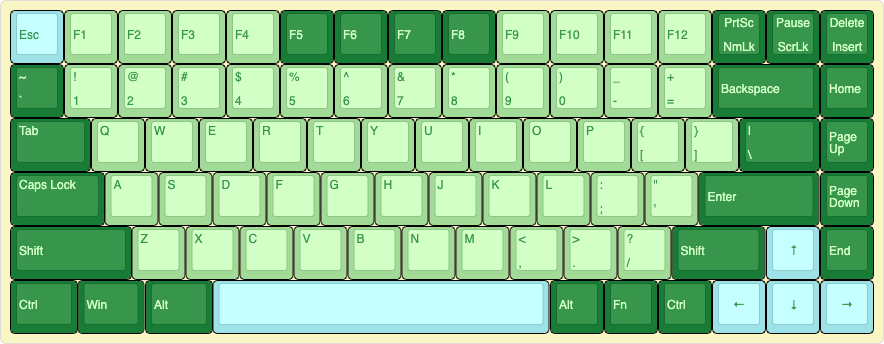 Esc F1 F2 F3 F4 F5 F6 F7 F8 F9 F10 F11 F12 PrtSc Pause Delete
NmLk ScrLk Insert
~ ! @ # $ % ^ & * ( ) _ +
` 1 2 3 4 5 6 7 8 9 0 - = Backspace Home
Tab Q W E R T Y U I O P { } | Page
[ ] \ Up
Caps Lock A S D F G H J K L : " Enter Page
; ' Down
Shift Z X C V B N M < > ? Shift ↑ End
, . /
Ctrl Win Alt Alt Fn Ctrl ← ↓ →